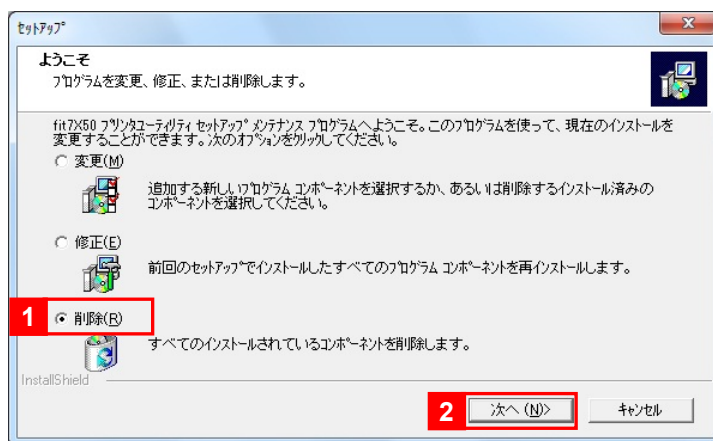 セットアップ
ようこそ
プログラムを変更、修正、または削除します。
fit7X50 プリンタユーティリティ セットアップ メンテナンス プログラムへようこそ。このプログラムを使って、現在のインストールを
変更することができます。次のオプションをクリックしてください。
変更(M)
追加する新しいプログラム コンポーネントを選択するか、あるいは削除するインストール済みの
コンポーネントを選択してください。
修正(E)
前回のセットアップでインストールしたすべてのプログラム コンポーネントを再インストールします。
1 削除(R)
すべてのインストールされているコンポーネントを削除します。
InstallShield
2 次へ (N)> キャンセル